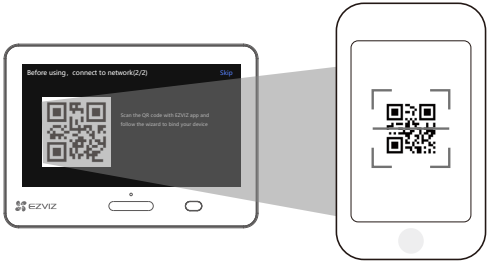 Before using, connect to network(2/2)
Skip
Scan the QR code with EZVIZ app and
follow the wizard to bind your device
EZVIZ